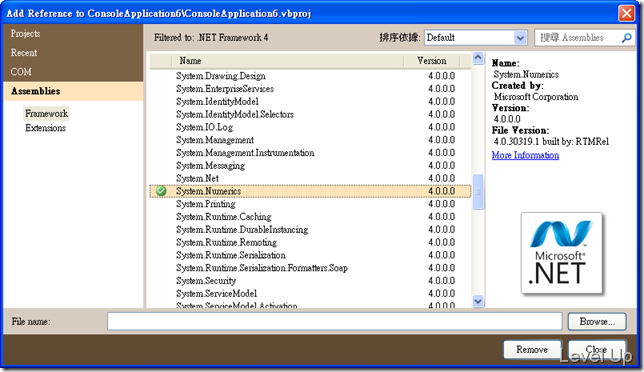 Add Reference to ConsoleApplication6\ConsoleApplication6.vbproj
Projects
Recent
COM
Assemblies
Framework
Extensions
Filtered to: .NET Framework 4
排序依據: Default
搜尋 Assemblies
Name Version
System.Drawing.Design 4.0.0.0
System.EnterpriseServices 4.0.0.0
System.IdentityModel 4.0.0.0
System.IdentityModel.Selectors 4.0.0.0
System.IO.Log 4.0.0.0
System.Management 4.0.0.0
System.Management.Instrumentation 4.0.0.0
System.Messaging 4.0.0.0
System.Net 4.0.0.0
System.Numerics 4.0.0.0
System.Printing 4.0.0.0
System.Runtime.Caching 4.0.0.0
System.Runtime.DurableInstancing 4.0.0.0
System.Runtime.Remoting 4.0.0.0
System.Runtime.Serialization 4.0.0.0
System.Runtime.Serialization.Formatters.Soap 4.0.0.0
System.Security 4.0.0.0
System.ServiceModel 4.0.0.0
System.ServiceModel.Activation 4.0.0.0
Name:
System.Numerics
Created by:
Microsoft Corporation
Version:
4.0.0.0
File Version:
4.0.30319.1 built by: RTMRel
More Information
Microsoft®
.NET
File name:
Browse...
Remove Close
Level Up